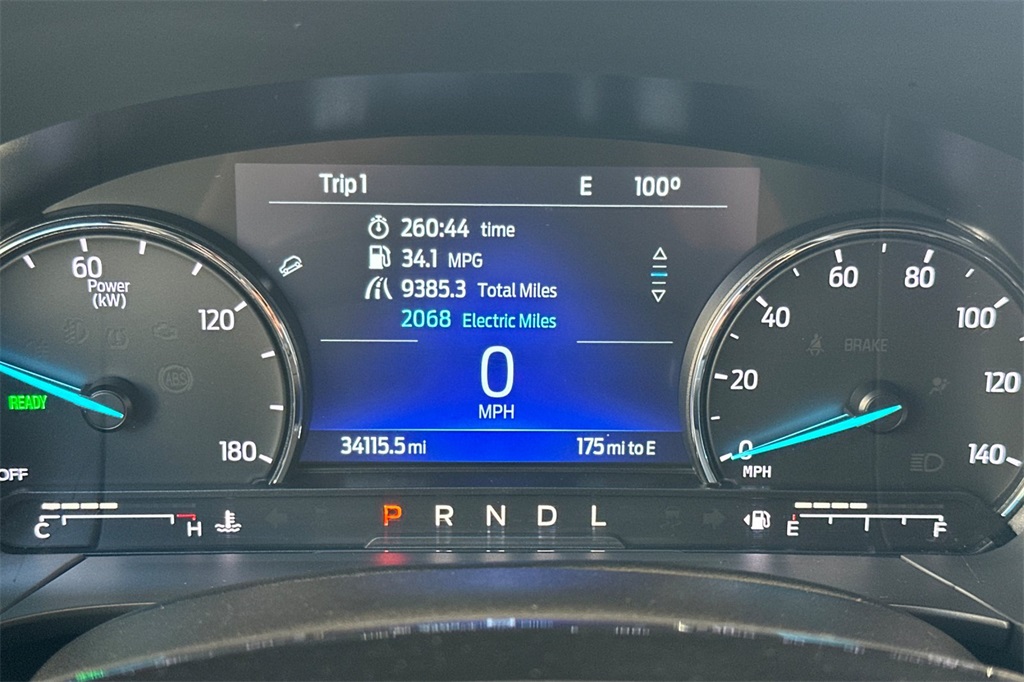 Trip 1 E 100°
260:44 time
34.1 MPG
9385.3 Total Miles
2068 Electric Miles
0
MPH
34115.5 mi 175 mi to E
60
Power
(kW)
120
180
READY
OFF
ABS
0
20
40
60
80
100
120
140
MPH
BRAKE
C H
P R N D L
E F